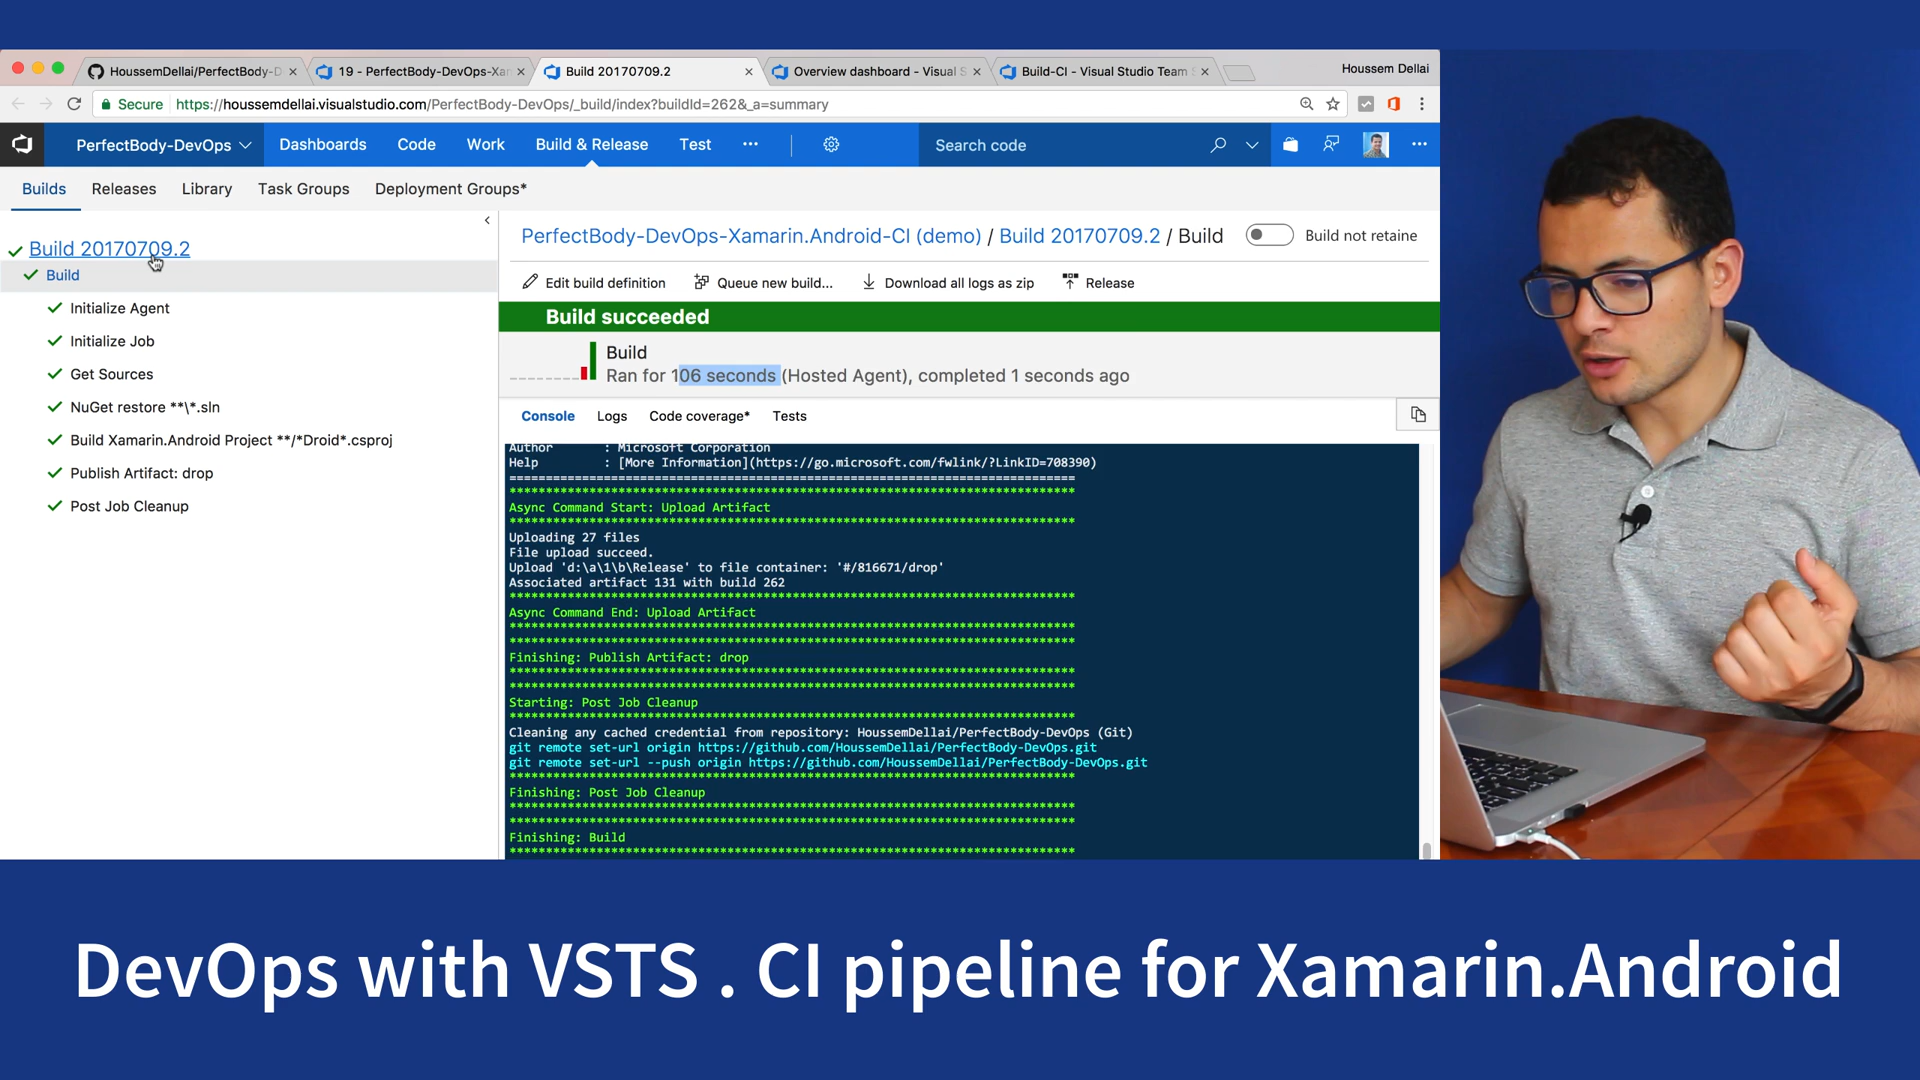 HoussemDellai/PerfectBody-D
19 - PerfectBody-DevOps-Xa
Build 20170709.2
Overview dashboard - Visual S
Build-CI - Visual Studio Team
Houssem Dellai
Secure
https://houssemdellai.visualstudio.com/PerfectBody-DevOps/_build/index?buildId=262&_a=summary
PerfectBody-DevOps
Dashboards
Code
Work
Build & Release
Test
Search code
Builds
Releases
Library
Task Groups
Deployment Groups*
Build 20170709.2
Build
Initialize Agent
Initialize Job
Get Sources
NuGet restore **\*.sln
Build Xamarin.Android Project **/*Droid*.csproj
Publish Artifact: drop
Post Job Cleanup
PerfectBody-DevOps-Xamarin.Android-CI (demo) / Build 20170709.2 / Build
Build not retaine
Edit build definition
Queue new build...
Download all logs as zip
Release
Build succeeded
Build
Ran for 106 seconds (Hosted Agent), completed 1 seconds ago
Console
Logs
Code coverage*
Tests
Author : Microsoft Corporation
Help : [More Information](https://go.microsoft.com/fwlink/?LinkID=708390)
Async Command Start: Upload Artifact
Uploading 27 files
File upload succeed.
Upload 'd:\a\1\b\Release' to file container: '#/816671/drop'
Associated artifact 131 with build 262
Async Command End: Upload Artifact
Finishing: Publish Artifact: drop
Starting: Post Job Cleanup
Cleaning any cached credential from repository: HoussemDellai/PerfectBody-DevOps (Git)
git remote set-url origin https://github.com/HoussemDellai/PerfectBody-DevOps.git
git remote set-url --push origin https://github.com/HoussemDellai/PerfectBody-DevOps.git
Finishing: Post Job Cleanup
Finishing: Build
DevOps with VSTS . CI pipeline for Xamarin.Android